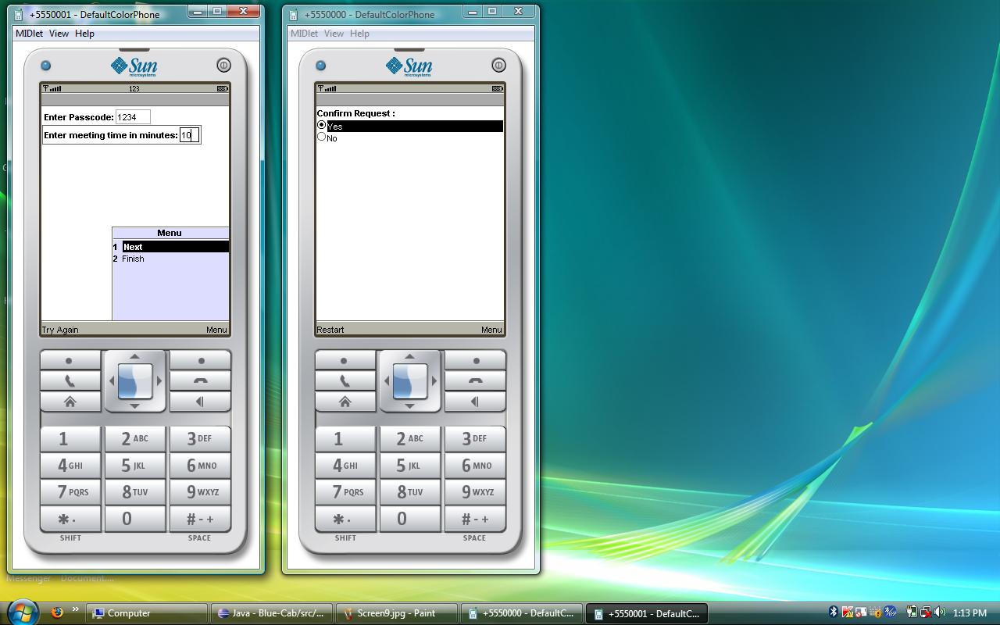 +5550001 - DefaultColorPhone
MIDlet View Help
Sun
microsystems
123
Enter Passcode: 1234
Enter meeting time in minutes: 10
Menu
1 Next
2 Finish
Try Again Menu
1 2 ABC 3 DEF
4 GHI 5 JKL 6 MNO
7 PQRS 8 TUV 9 WXYZ
* . 0 # - +
SHIFT SPACE
+5550000 - DefaultColorPhone
MIDlet View Help
Sun
microsystems
Confirm Request :
Yes
No
Restart Menu
1 2 ABC 3 DEF
4 GHI 5 JKL 6 MNO
7 PQRS 8 TUV 9 WXYZ
* . 0 # - +
SHIFT SPACE
Messenger Document....
» Computer Java - Blue-Cab/src/... Screen9.jpg - Paint +5550000 - DefaultC... +5550001 - DefaultC... 1:13 PM